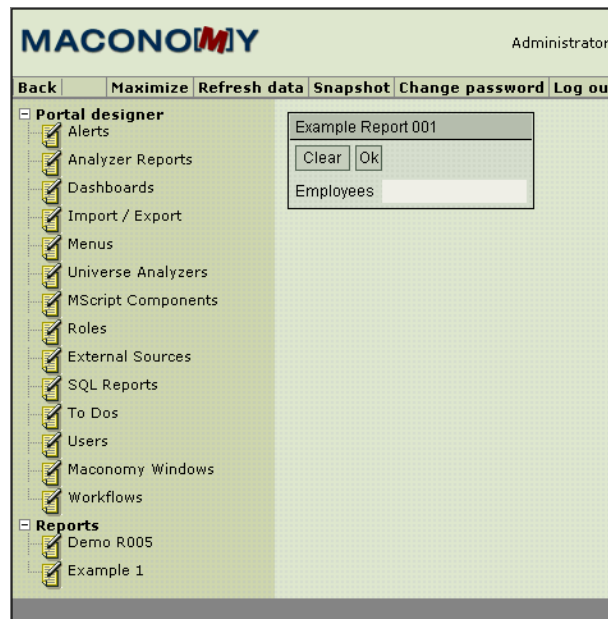 MACONO[M]Y
Administrator
Back Maximize Refresh data Snapshot Change password Log ou
Portal designer
Alerts
Analyzer Reports
Dashboards
Import / Export
Menus
Universe Analyzers
MScript Components
Roles
External Sources
SQL Reports
To Dos
Users
Maconomy Windows
Workflows
Reports
Demo R005
Example 1
Example Report 001
Clear Ok
Employees